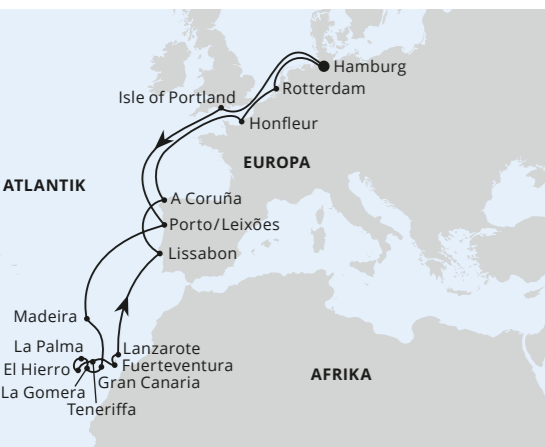 Hamburg
Rotterdam
Isle of Portland
Honfleur
EUROPA
ATLANTIK
A Coruña
Porto/Leixões
Lissabon
Madeira
La Palma
Lanzarote
El Hierro
Fuerteventura
AFRIKA
Gran Canaria
La Gomera
Teneriffa